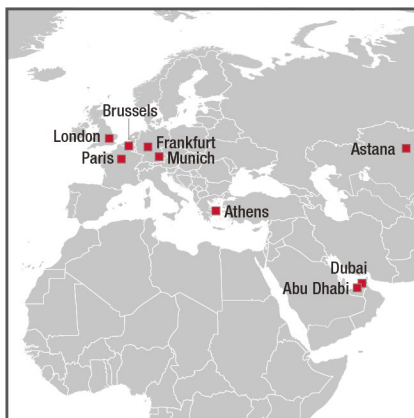 Brussels
London
Frankfurt
Paris
Munich
Astana
Athens
Dubai
Abu Dhabi